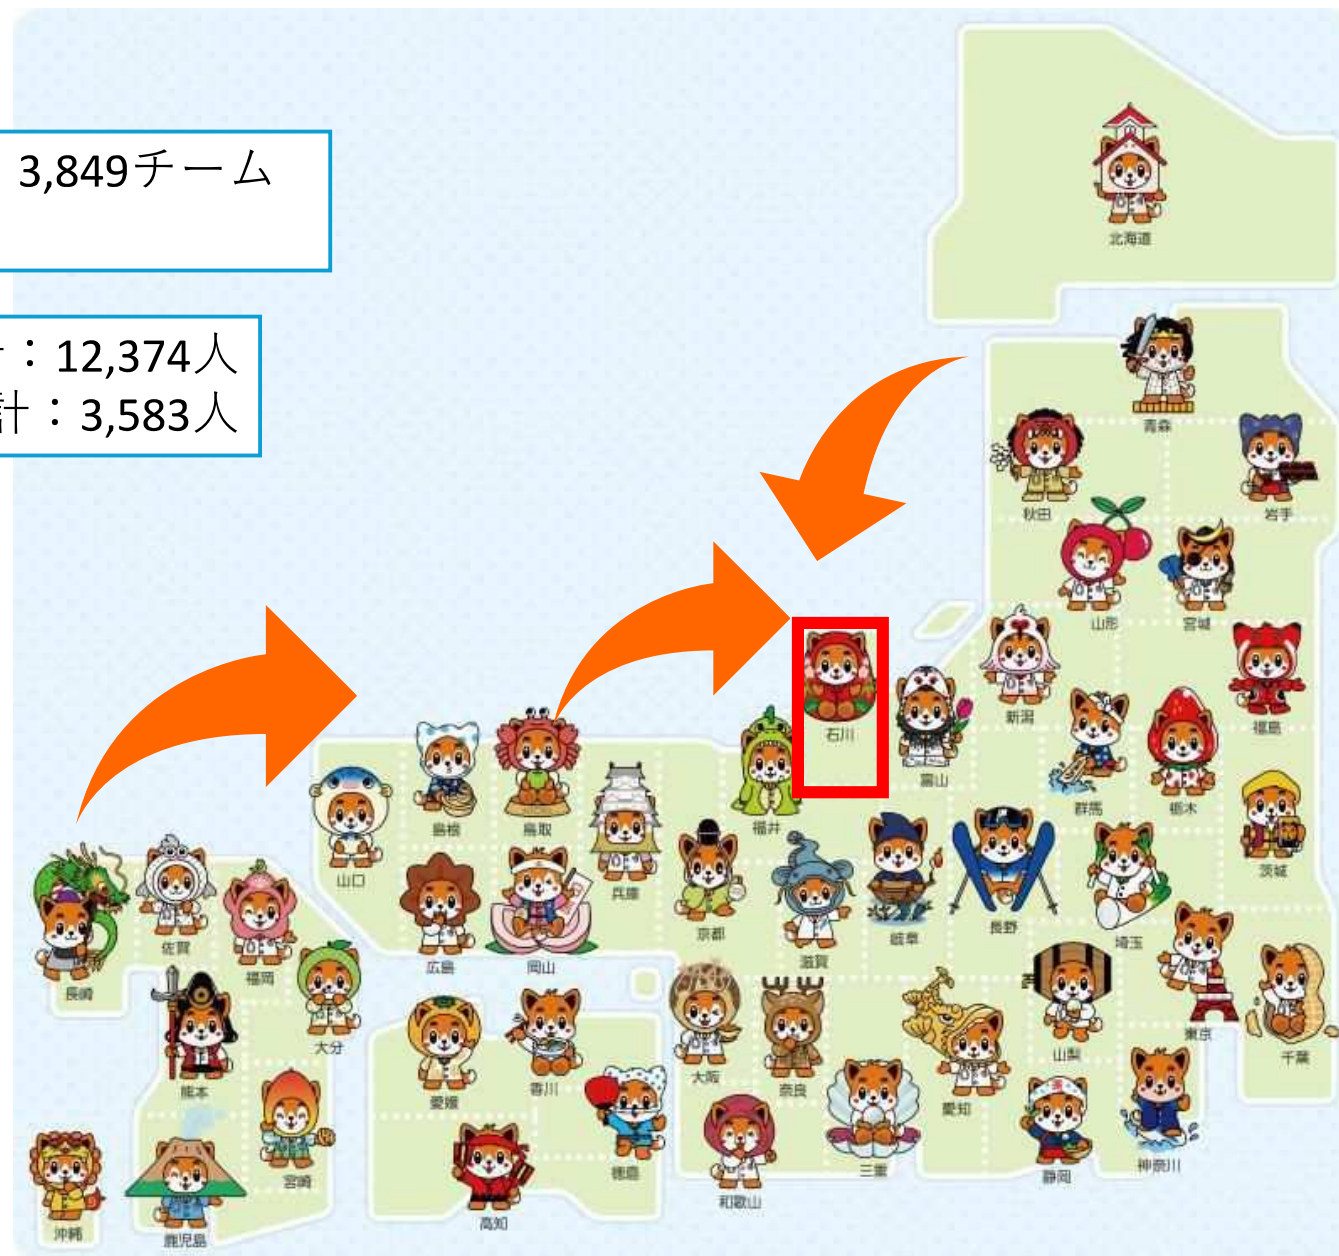 3,849チーム
：12,374人
計：3,583人
北海道
青森
秋田
岩手
山形
宮城
石川
新潟
福島
富山
群馬
栃木
福井
島根
鳥取
茨城
山口
兵庫
京都
岐阜
長野
埼玉
佐賀
福岡
広島
岡山
滋賀
長崎
大分
東京
千葉
山梨
大阪
奈良
熊本
愛媛
香川
愛知
徳島
三重
静岡
神奈川
宮崎
和歌山
高知
沖縄
鹿児島